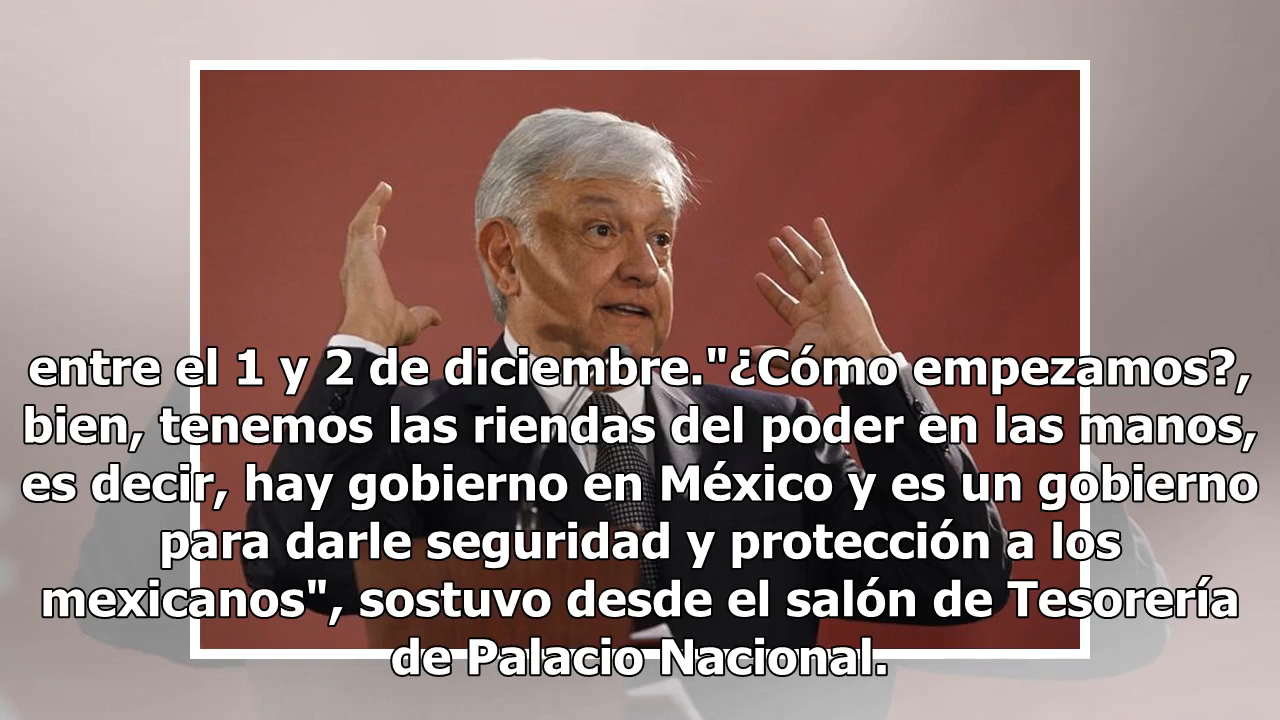 entre el 1 y 2 de diciembre."¿Cómo empezamos?,
bien, tenemos las riendas del poder en las manos,
es decir, hay gobierno en México y es un gobierno
para darle seguridad y protección a los
mexicanos", sostuvo desde el salón de Tesorería
de Palacio Nacional.